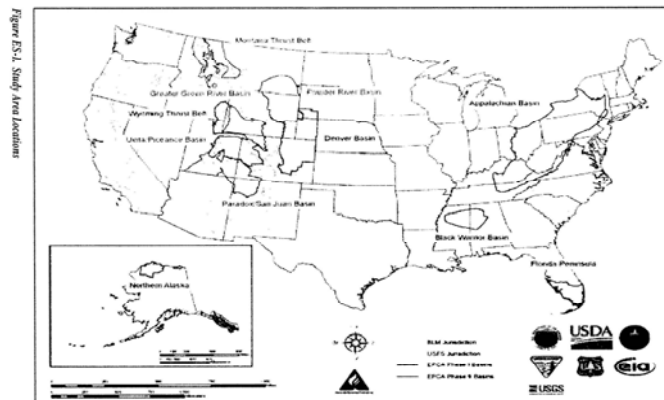 Figure ES-1. Study Area Locations
Montana Thrust Belt
Greater Green River Basin
Powder River Basin
Appalachian Basin
Wyoming Thrust Belt
Uinta Piceance Basin
Denver Basin
Paradox/San Juan Basin
Black Warrior Basin
Florida Peninsula
Northern Alaska
BLM Jurisdiction
USFS Jurisdiction
EPCA Phase I Basins
EPCA Phase II Basins
USDA
eia
USGS